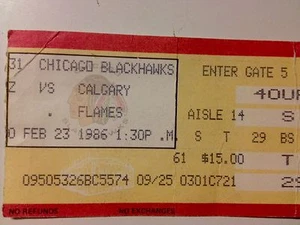 31 CHICAGO BLACKHAWKS ENTER GATE 5
Z VS CALGARY 4OUR
. FLAMES AISLE 14 S
0 FEB 23 1986 1:30P .M S T 29 BS
61 $15.00 T
09505326BC5574 09/25 0301C721 29
NO REFUNDS NO EXCHANGES